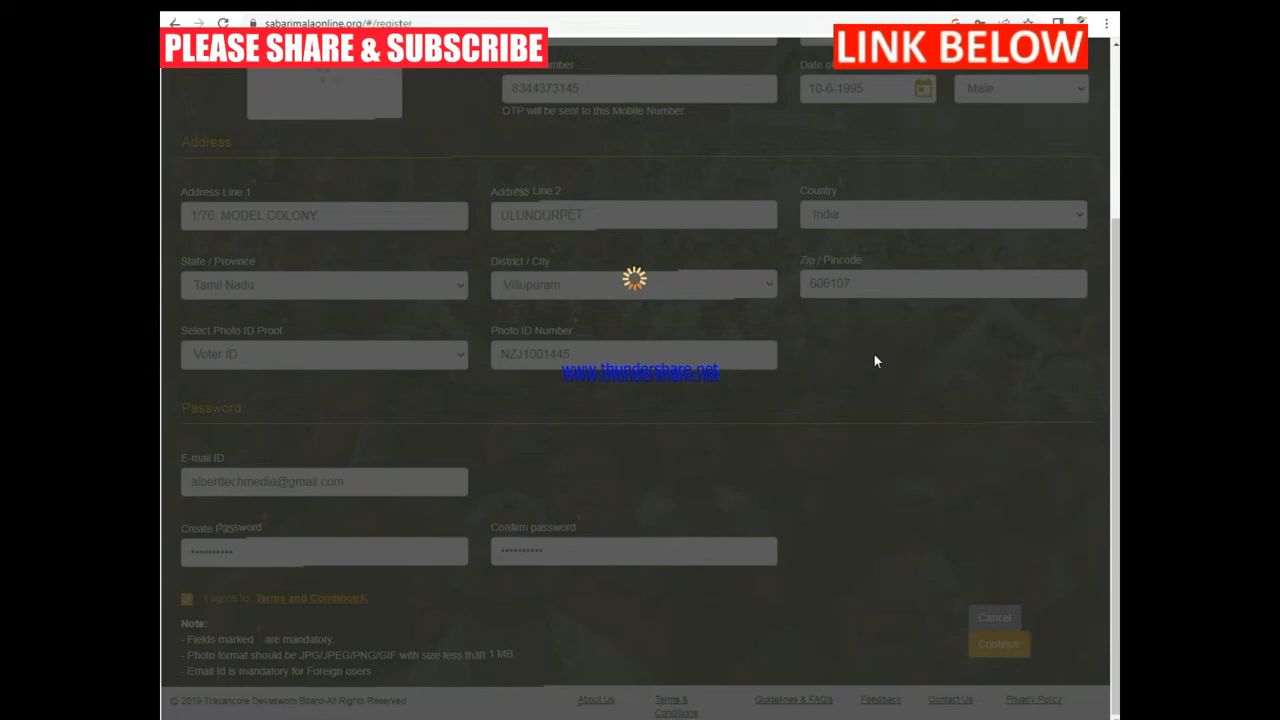 sabarimalaonline.org/#/register
PLEASE SHARE & SUBSCRIBE
LINK BELOW
Number
Date of
6344373145
10-6-1995
Male
OTP will be sent to this Mobile Number.
Address
Address Line 1
Address Line 2
Country
1/76, MODEL COLONY,
ULUNDURPET
India
State / Province
District / City
Zip / Pincode
Tamil Nadu
Villupuram
606107
Select Photo ID Proof
Photo ID Number
Voter ID
NZJ1001445
www.thundershare.net
www.thundershare.net
Password
E-mail ID
alberttechmedia@gmail.com
Create Password
Confirm password
I agree to Terms and Conditions.
Note:
- Fields marked are mandatory.
- Photo format should be JPG/JPEG/PNG/GIF with size less than 1 MB.
- Email Id is mandatory for Foreign users.
Cancel
Continue
© 2019-Travancore Devaswom Board-All Rights Reserved
About Us
Terms & Conditions
Guidelines & FAQ's
Feedback
Contact Us
Privacy Policy